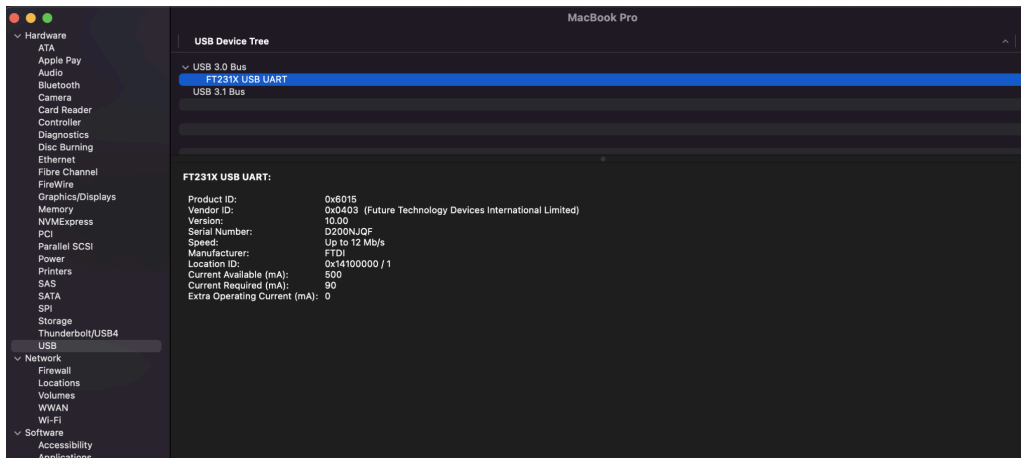 MacBook Pro
Hardware
ATA
Apple Pay
Audio
Bluetooth
Camera
Card Reader
Controller
Diagnostics
Disc Burning
Ethernet
Fibre Channel
FireWire
Graphics/Displays
Memory
NVMExpress
PCI
Parallel SCSI
Power
Printers
SAS
SATA
SPI
Storage
Thunderbolt/USB4
USB
Network
Firewall
Locations
Volumes
WWAN
Wi-Fi
Software
Accessibility
Applications
USB Device Tree
USB 3.0 Bus
FT231X USB UART
USB 3.1 Bus
FT231X USB UART:
Product ID: 0x6015
Vendor ID: 0x0403 (Future Technology Devices International Limited)
Version: 10.00
Serial Number: D200NJQF
Speed: Up to 12 Mb/s
Manufacturer: FTDI
Location ID: 0x14100000 / 1
Current Available (mA): 500
Current Required (mA): 90
Extra Operating Current (mA): 0